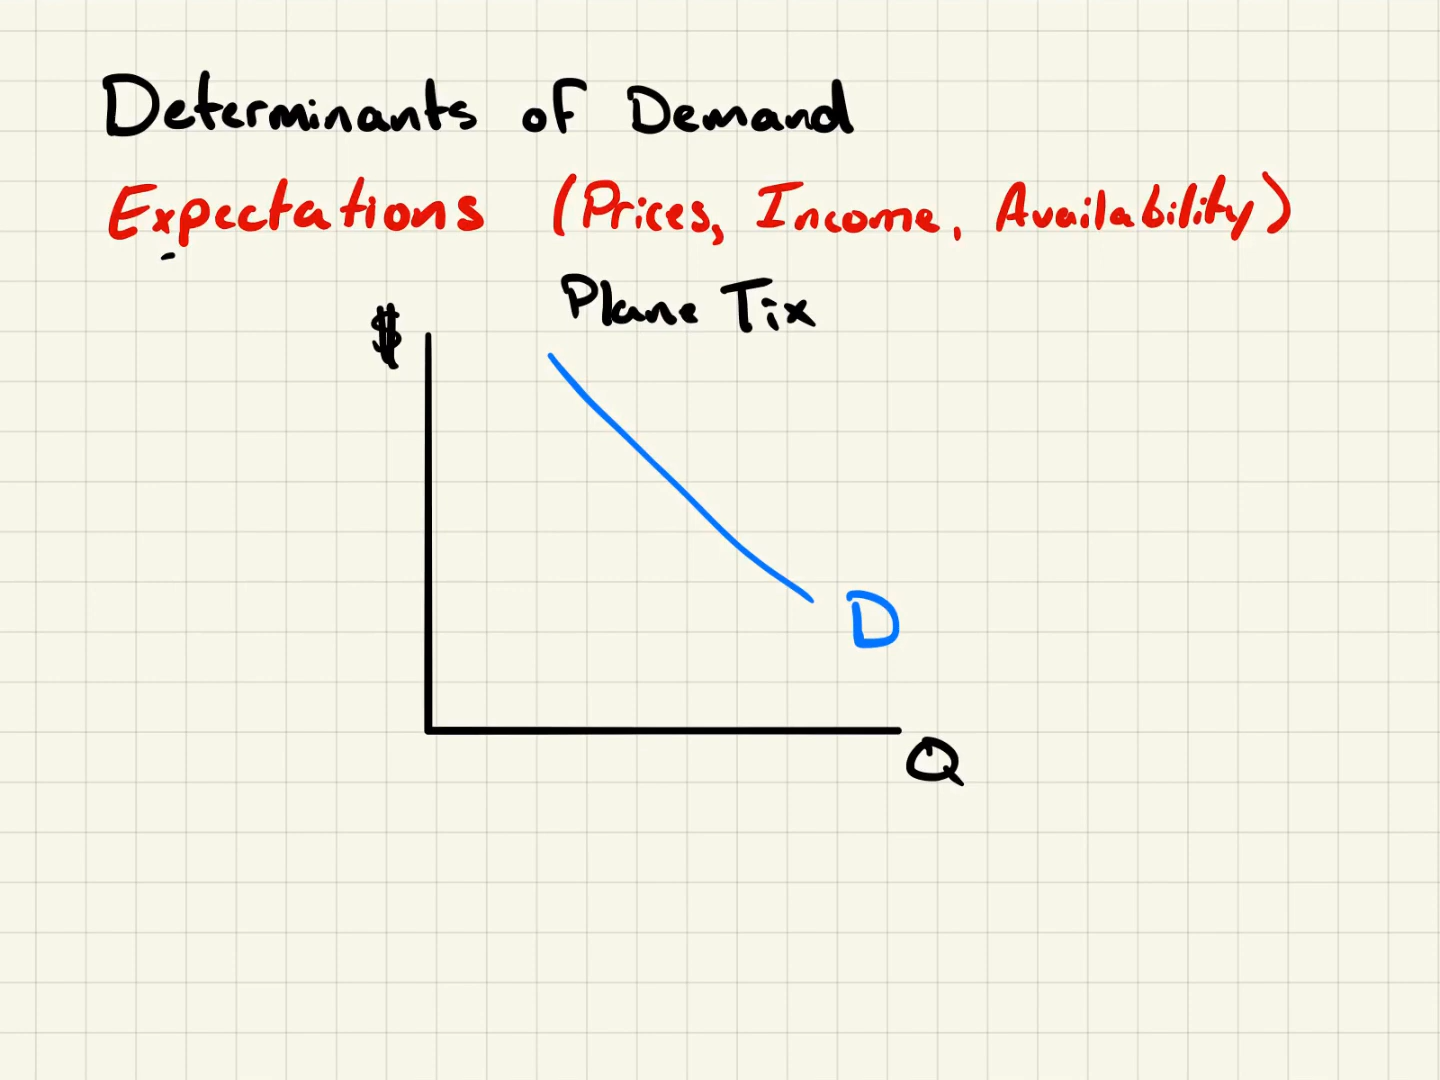 Determinants of Demand
Expectations (Prices, Income, Availability)
Plane Tix
$
D
Q